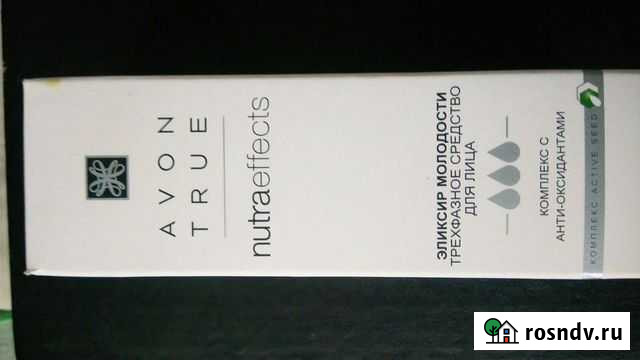 AVON
TRUE
nutraeffects
ЭЛИКСИР МОЛОДОСТИ
ТРЕХФАЗНОЕ СРЕДСТВО
ДЛЯ ЛИЦА
КОМПЛЕКС С
АНТИ-ОКСИДАНТАМИ
КОМПЛЕКС ACTIVE SEED
rosndv.ru